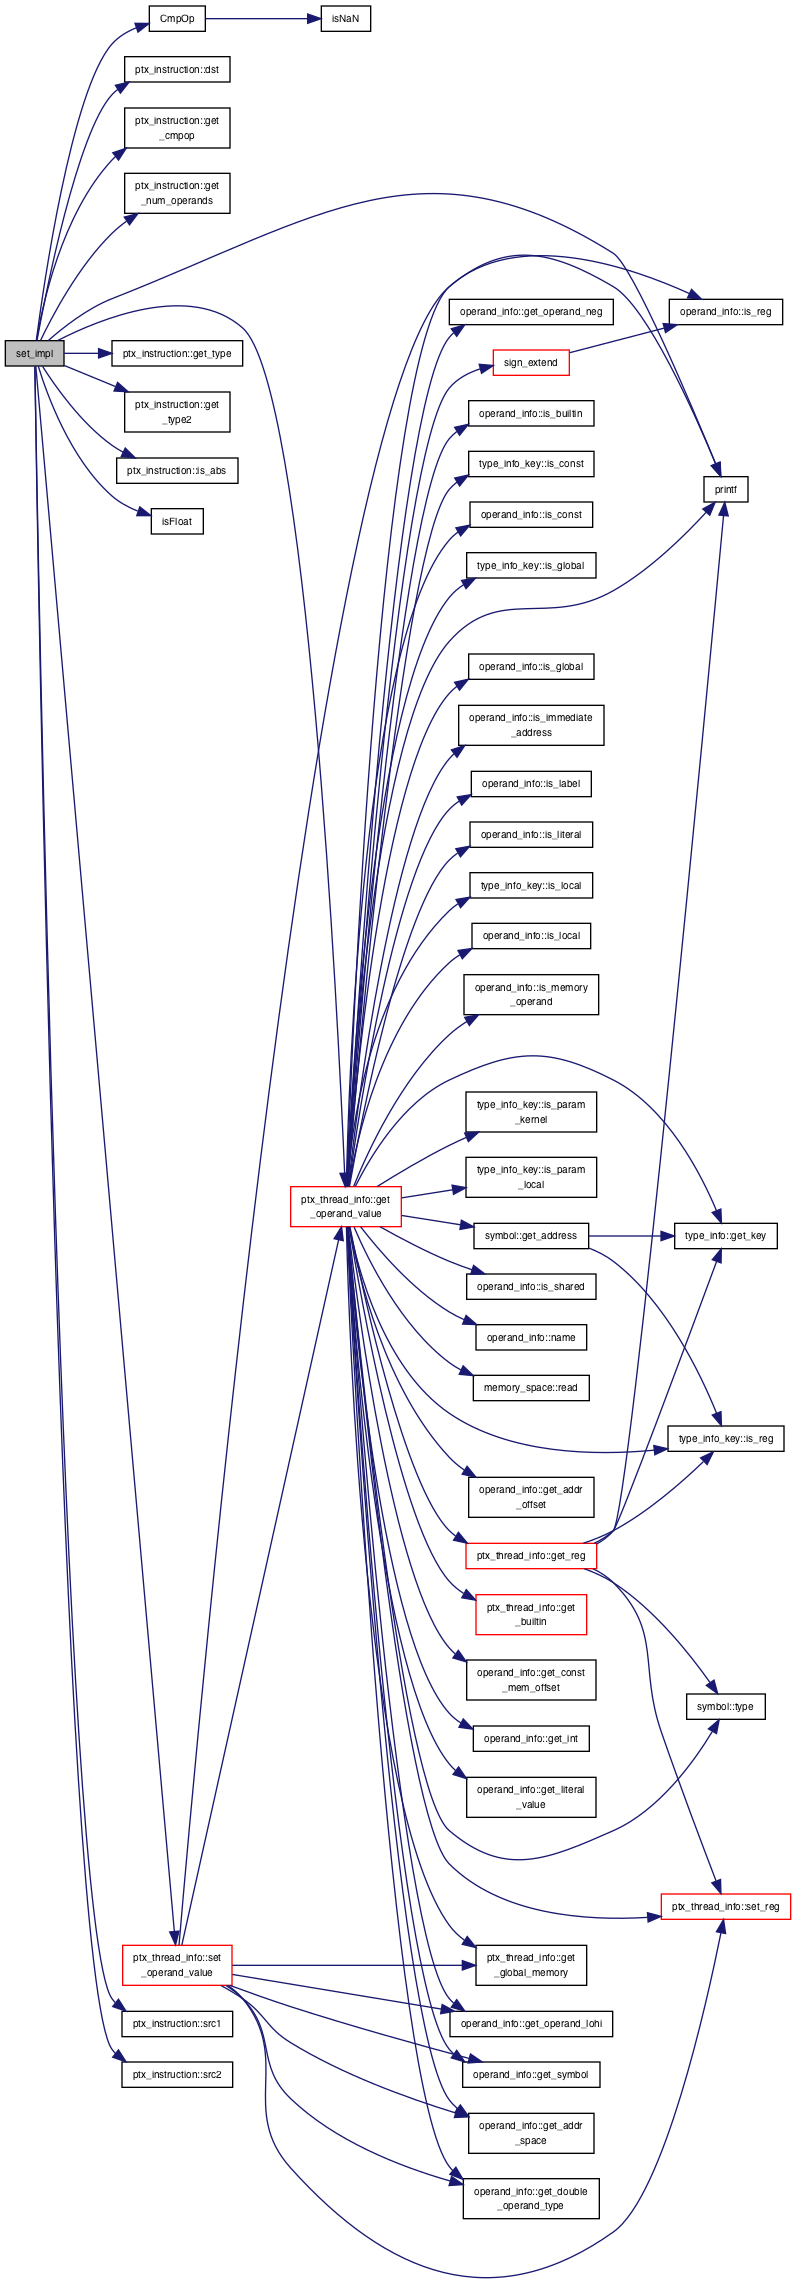 CmpOp
isNaN
ptx_instruction::dst
ptx_instruction::get
_cmpop
ptx_instruction::get
_num_operands
operand_info::get_operand_neg
operand_info::is_reg
set_impl
ptx_instruction::get_type
sign_extend
ptx_instruction::get
_type2
operand_info::is_builtin
ptx_instruction::is_abs
type_info_key::is_const
printf
isFloat
operand_info::is_const
type_info_key::is_global
operand_info::is_global
operand_info::is_immediate
_address
operand_info::is_label
operand_info::is_literal
type_info_key::is_local
operand_info::is_local
operand_info::is_memory
_operand
type_info_key::is_param
_kernel
type_info_key::is_param
_local
ptx_thread_info::get
_operand_value
symbol::get_address
type_info::get_key
operand_info::is_shared
operand_info::name
memory_space::read
type_info_key::is_reg
operand_info::get_addr
_offset
ptx_thread_info::get_reg
ptx_thread_info::get
_builtin
operand_info::get_const
_mem_offset
symbol::type
operand_info::get_int
operand_info::get_literal
_value
ptx_thread_info::set_reg
ptx_thread_info::set
_operand_value
ptx_thread_info::get
_global_memory
ptx_instruction::src1
operand_info::get_operand_lohi
ptx_instruction::src2
operand_info::get_symbol
operand_info::get_addr
_space
operand_info::get_double
_operand_type